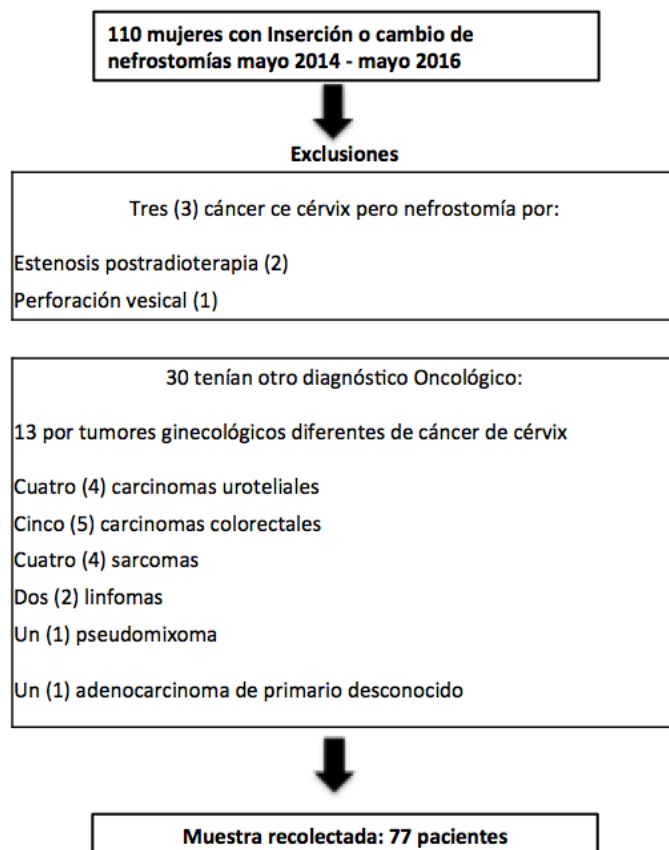 110 mujeres con Inserción o cambio de
nefrostomías mayo 2014 - mayo 2016
Exclusiones
Tres (3) cáncer ce cérvix pero nefrostomía por:
Estenosis postradioterapia (2)
Perforación vesical (1)
30 tenían otro diagnóstico Oncológico:
13 por tumores ginecológicos diferentes de cáncer de cérvix
Cuatro (4) carcinomas uroteliales
Cinco (5) carcinomas colorectales
Cuatro (4) sarcomas
Dos (2) linfomas
Un (1) pseudomixoma
Un (1) adenocarcinoma de primario desconocido
Muestra recolectada: 77 pacientes